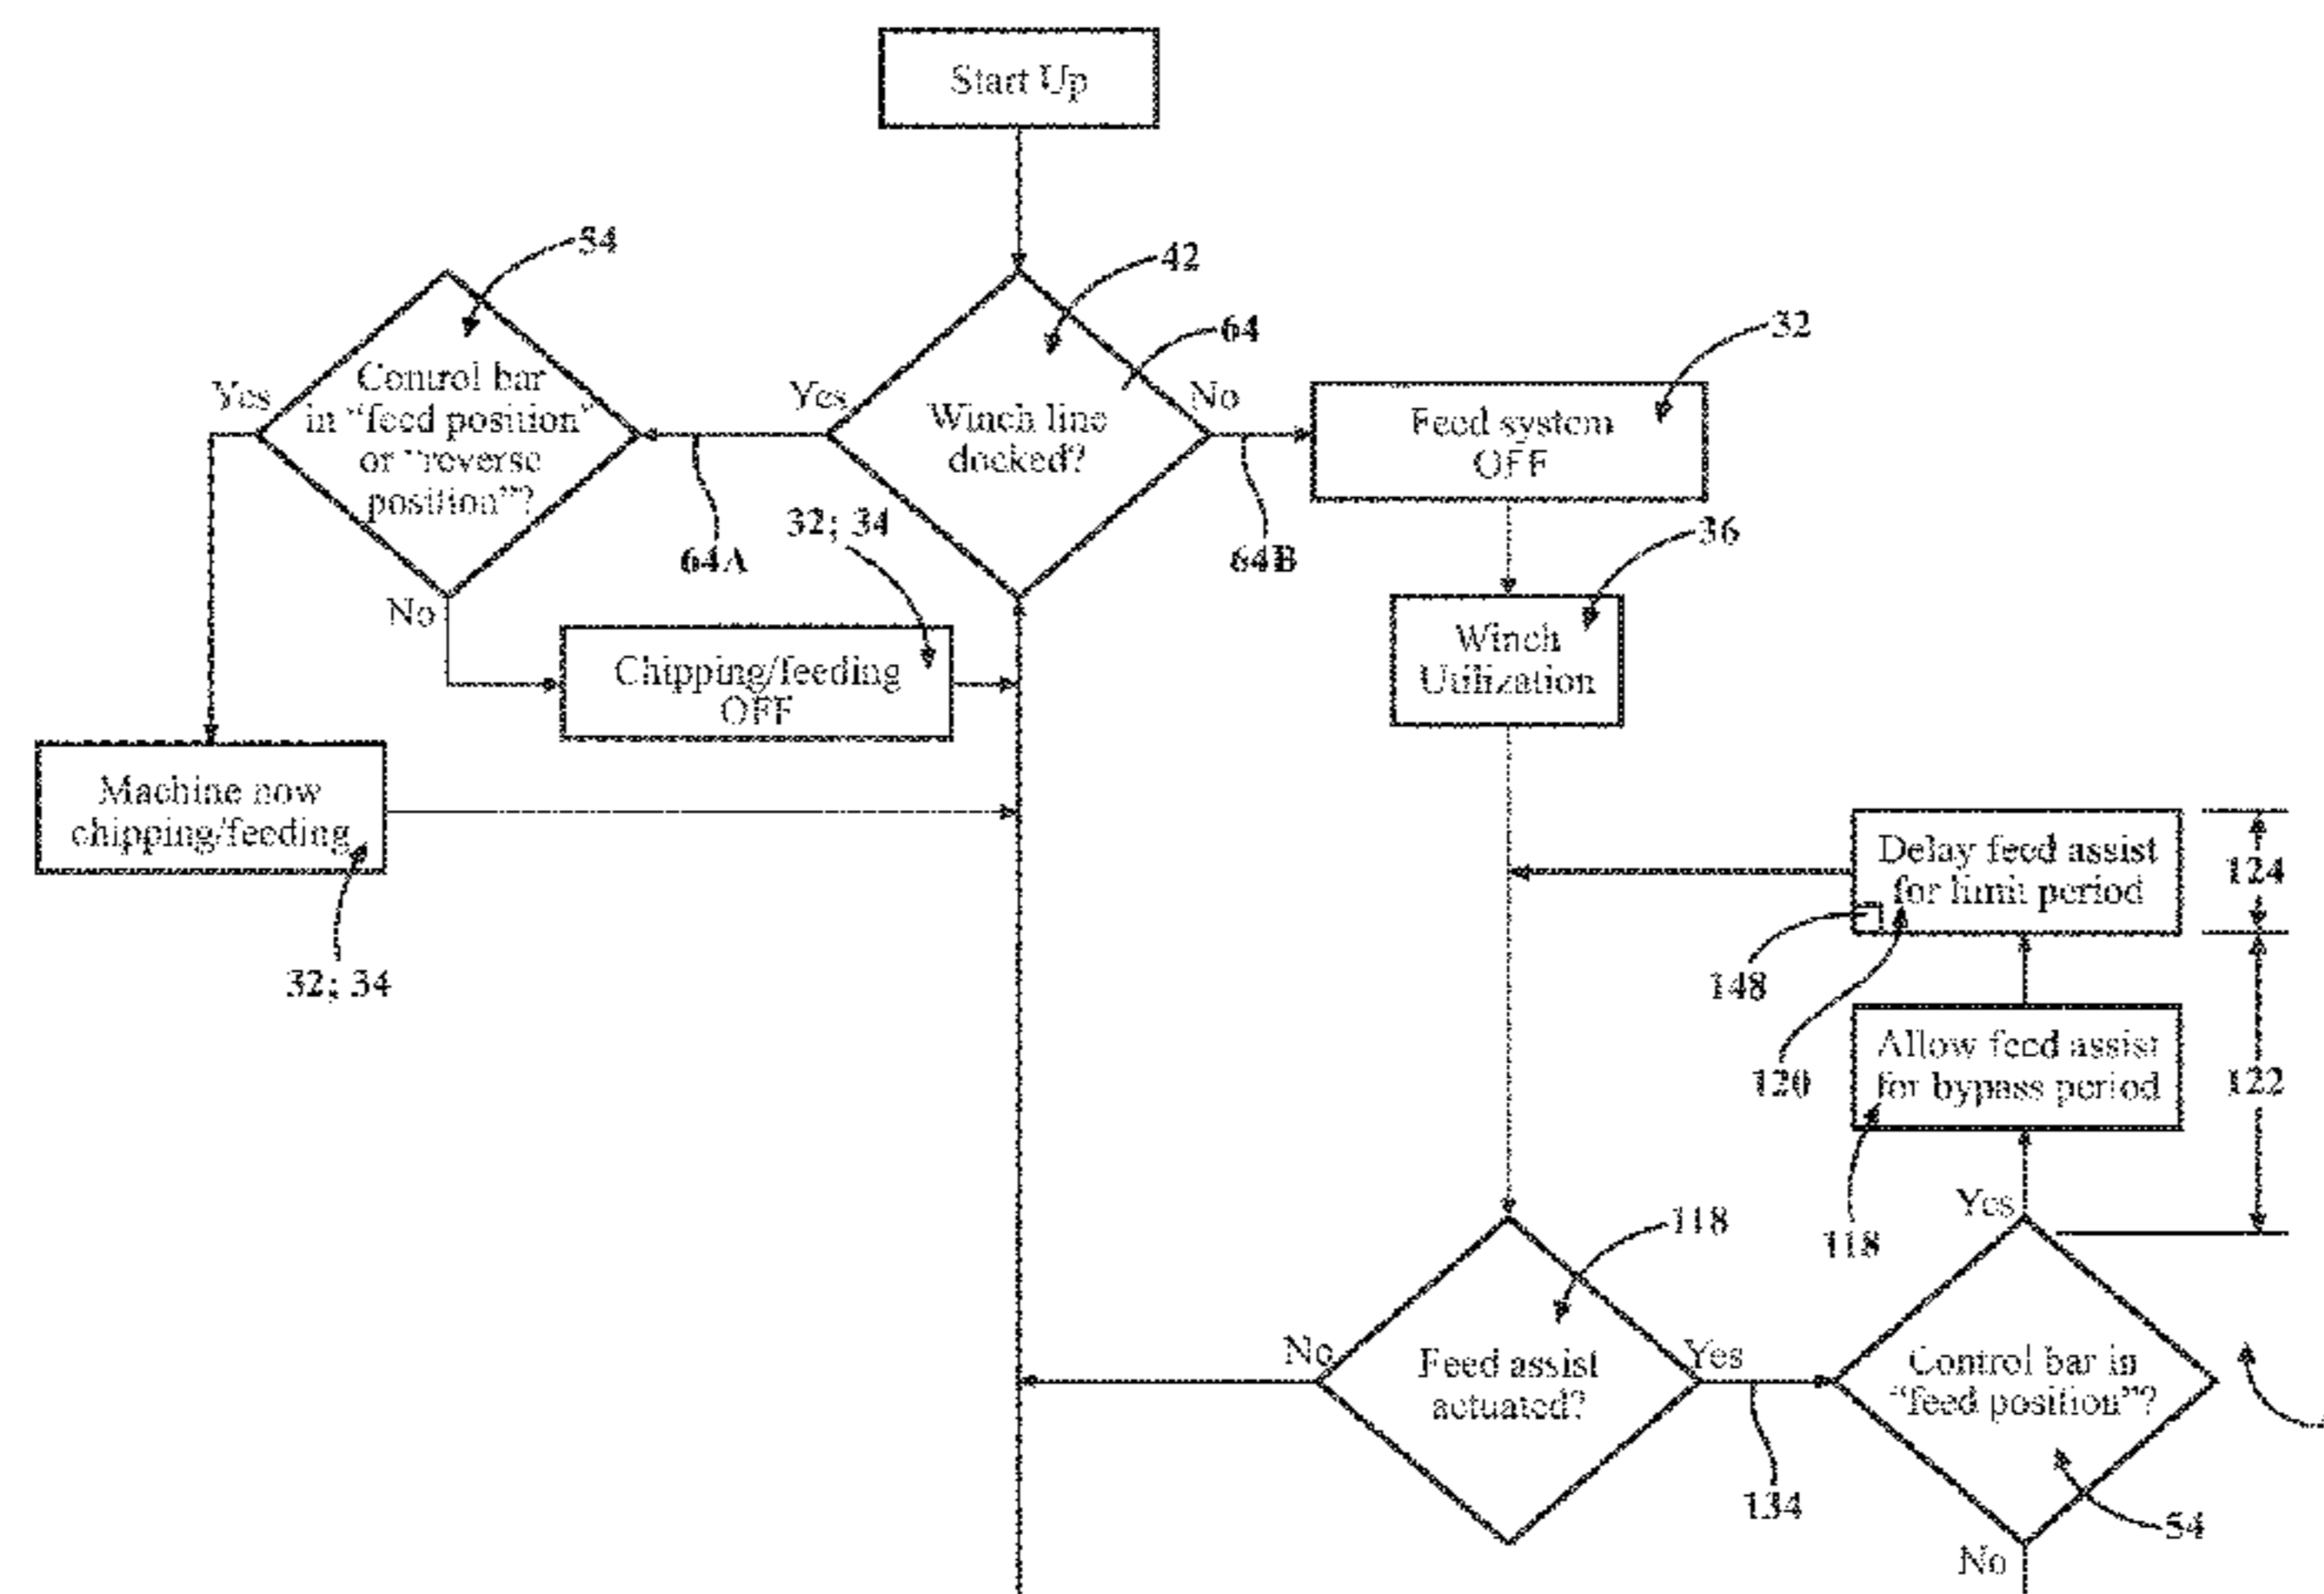 Start Up
54
42
64
32
Control bar
in "feed position"
or "reverse
position"?
Yes
Yes
Winch line
docked?
No
Feed system
OFF
64A
32; 34
64B
36
No
Chipping/feeding
OFF
Winch
Utilization
Machine now
chipping/feeding
32; 34
Delay feed assist
for limit period
124
148
120
Allow feed assist
for bypass period
122
118
Yes
118
No
Feed assist
actuated?
Yes
134
Control bar in
"feed position"?
54
No